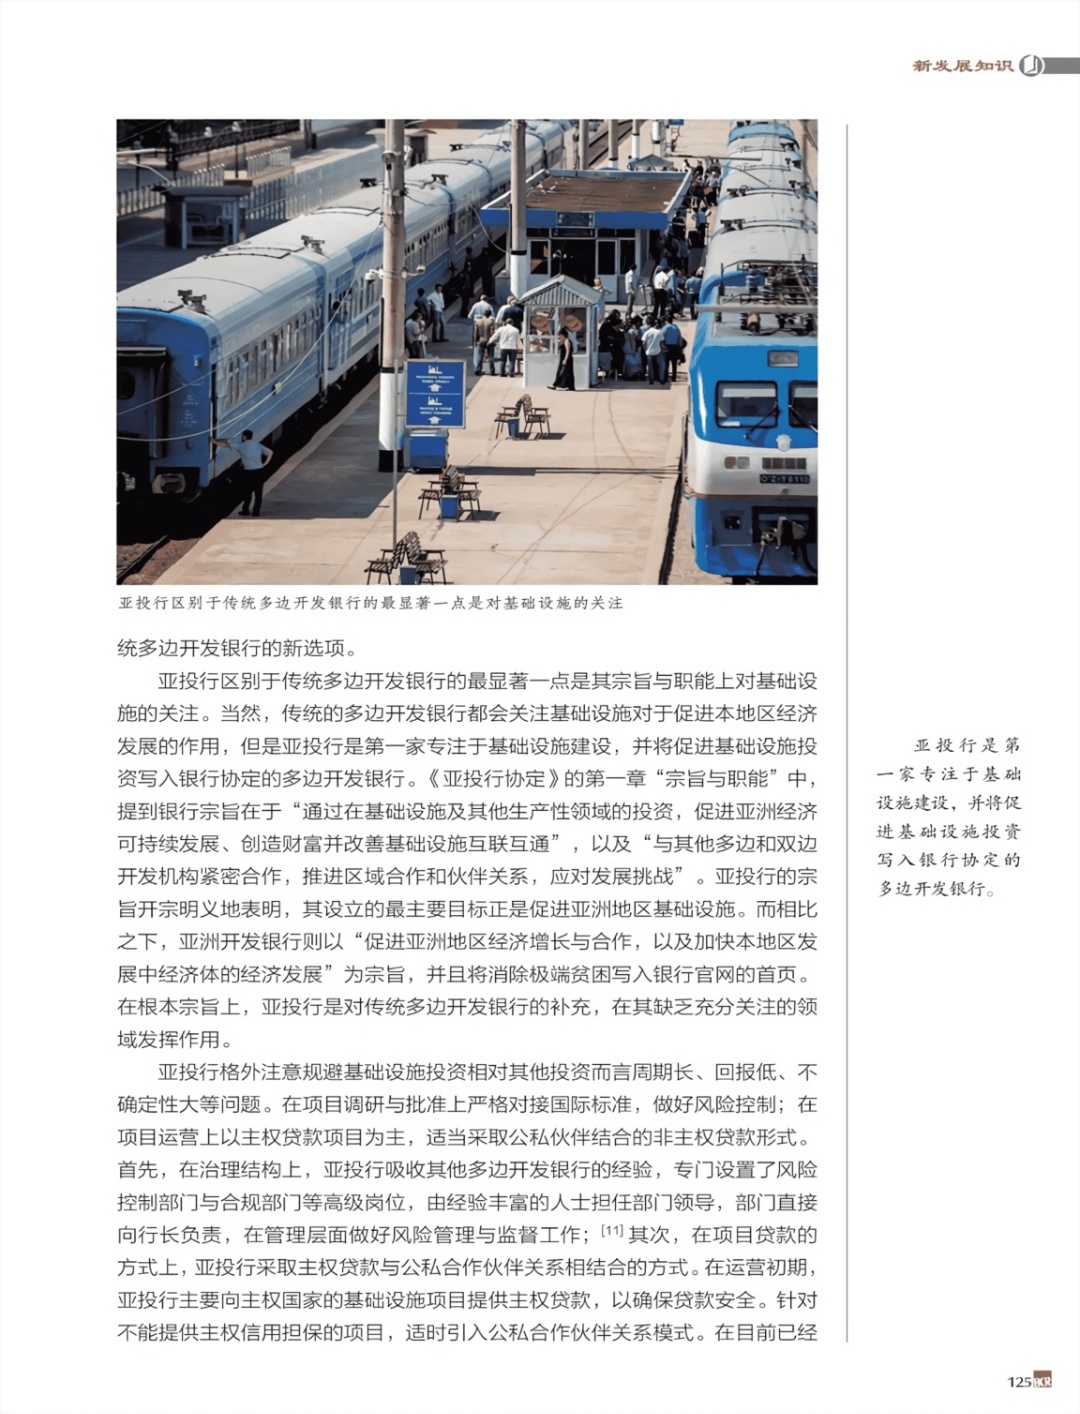 新发展知识
亚投行区别于传统多边开发银行的最显著一点是对基础设施的关注
统多边开发银行的新选项。
亚投行区别于传统多边开发银行的最显著一点是其宗旨与职能上对基础设
施的关注。当然，传统的多边开发银行都会关注基础设施对于促进本地区经济
发展的作用，但是亚投行是第一家专注于基础设施建设，并将促进基础设施投
资写入银行协定的多边开发银行。《亚投行协定》的第一章“宗旨与职能”中，
提到银行宗旨在于“通过在基础设施及其他生产性领域的投资，促进亚洲经济
可持续发展、创造财富并改善基础设施互联互通”，以及“与其他多边和双边
开发机构紧密合作，推进区域合作和伙伴关系，应对发展挑战”。亚投行的宗
旨开宗明义地表明，其设立的最主要目标正是促进亚洲地区基础设施。而相比
之下，亚洲开发银行则以“促进亚洲地区经济增长与合作，以及加快本地区发
展中经济体的经济发展”为宗旨，并且将消除极端贫困写入银行官网的首页。
在根本宗旨上，亚投行是对传统多边开发银行的补充，在其缺乏充分关注的领
域发挥作用。
亚投行格外注意规避基础设施投资相对其他投资而言周期长、回报低、不
确定性大等问题。在项目调研与批准上严格对接国际标准，做好风险控制；在
项目运营上以主权贷款项目为主，适当采取公私伙伴结合的非主权贷款形式。
首先，在治理结构上，亚投行吸收其他多边开发银行的经验，专门设置了风险
控制部门与合规部门等高级岗位，由经验丰富的人士担任部门领导，部门直接
向行长负责，在管理层面做好风险管理与监督工作；[11]其次，在项目贷款的
方式上，亚投行采取主权贷款与公私合作伙伴关系相结合的方式。在运营初期，
亚投行主要向主权国家的基础设施项目提供主权贷款，以确保贷款安全。针对
不能提供主权信用担保的项目，适时引入公私合作伙伴关系模式。在目前已经
亚投行是第
一家专注于基础
设施建设，并将促
进基础设施投资
写入银行协定的
多边开发银行。
125